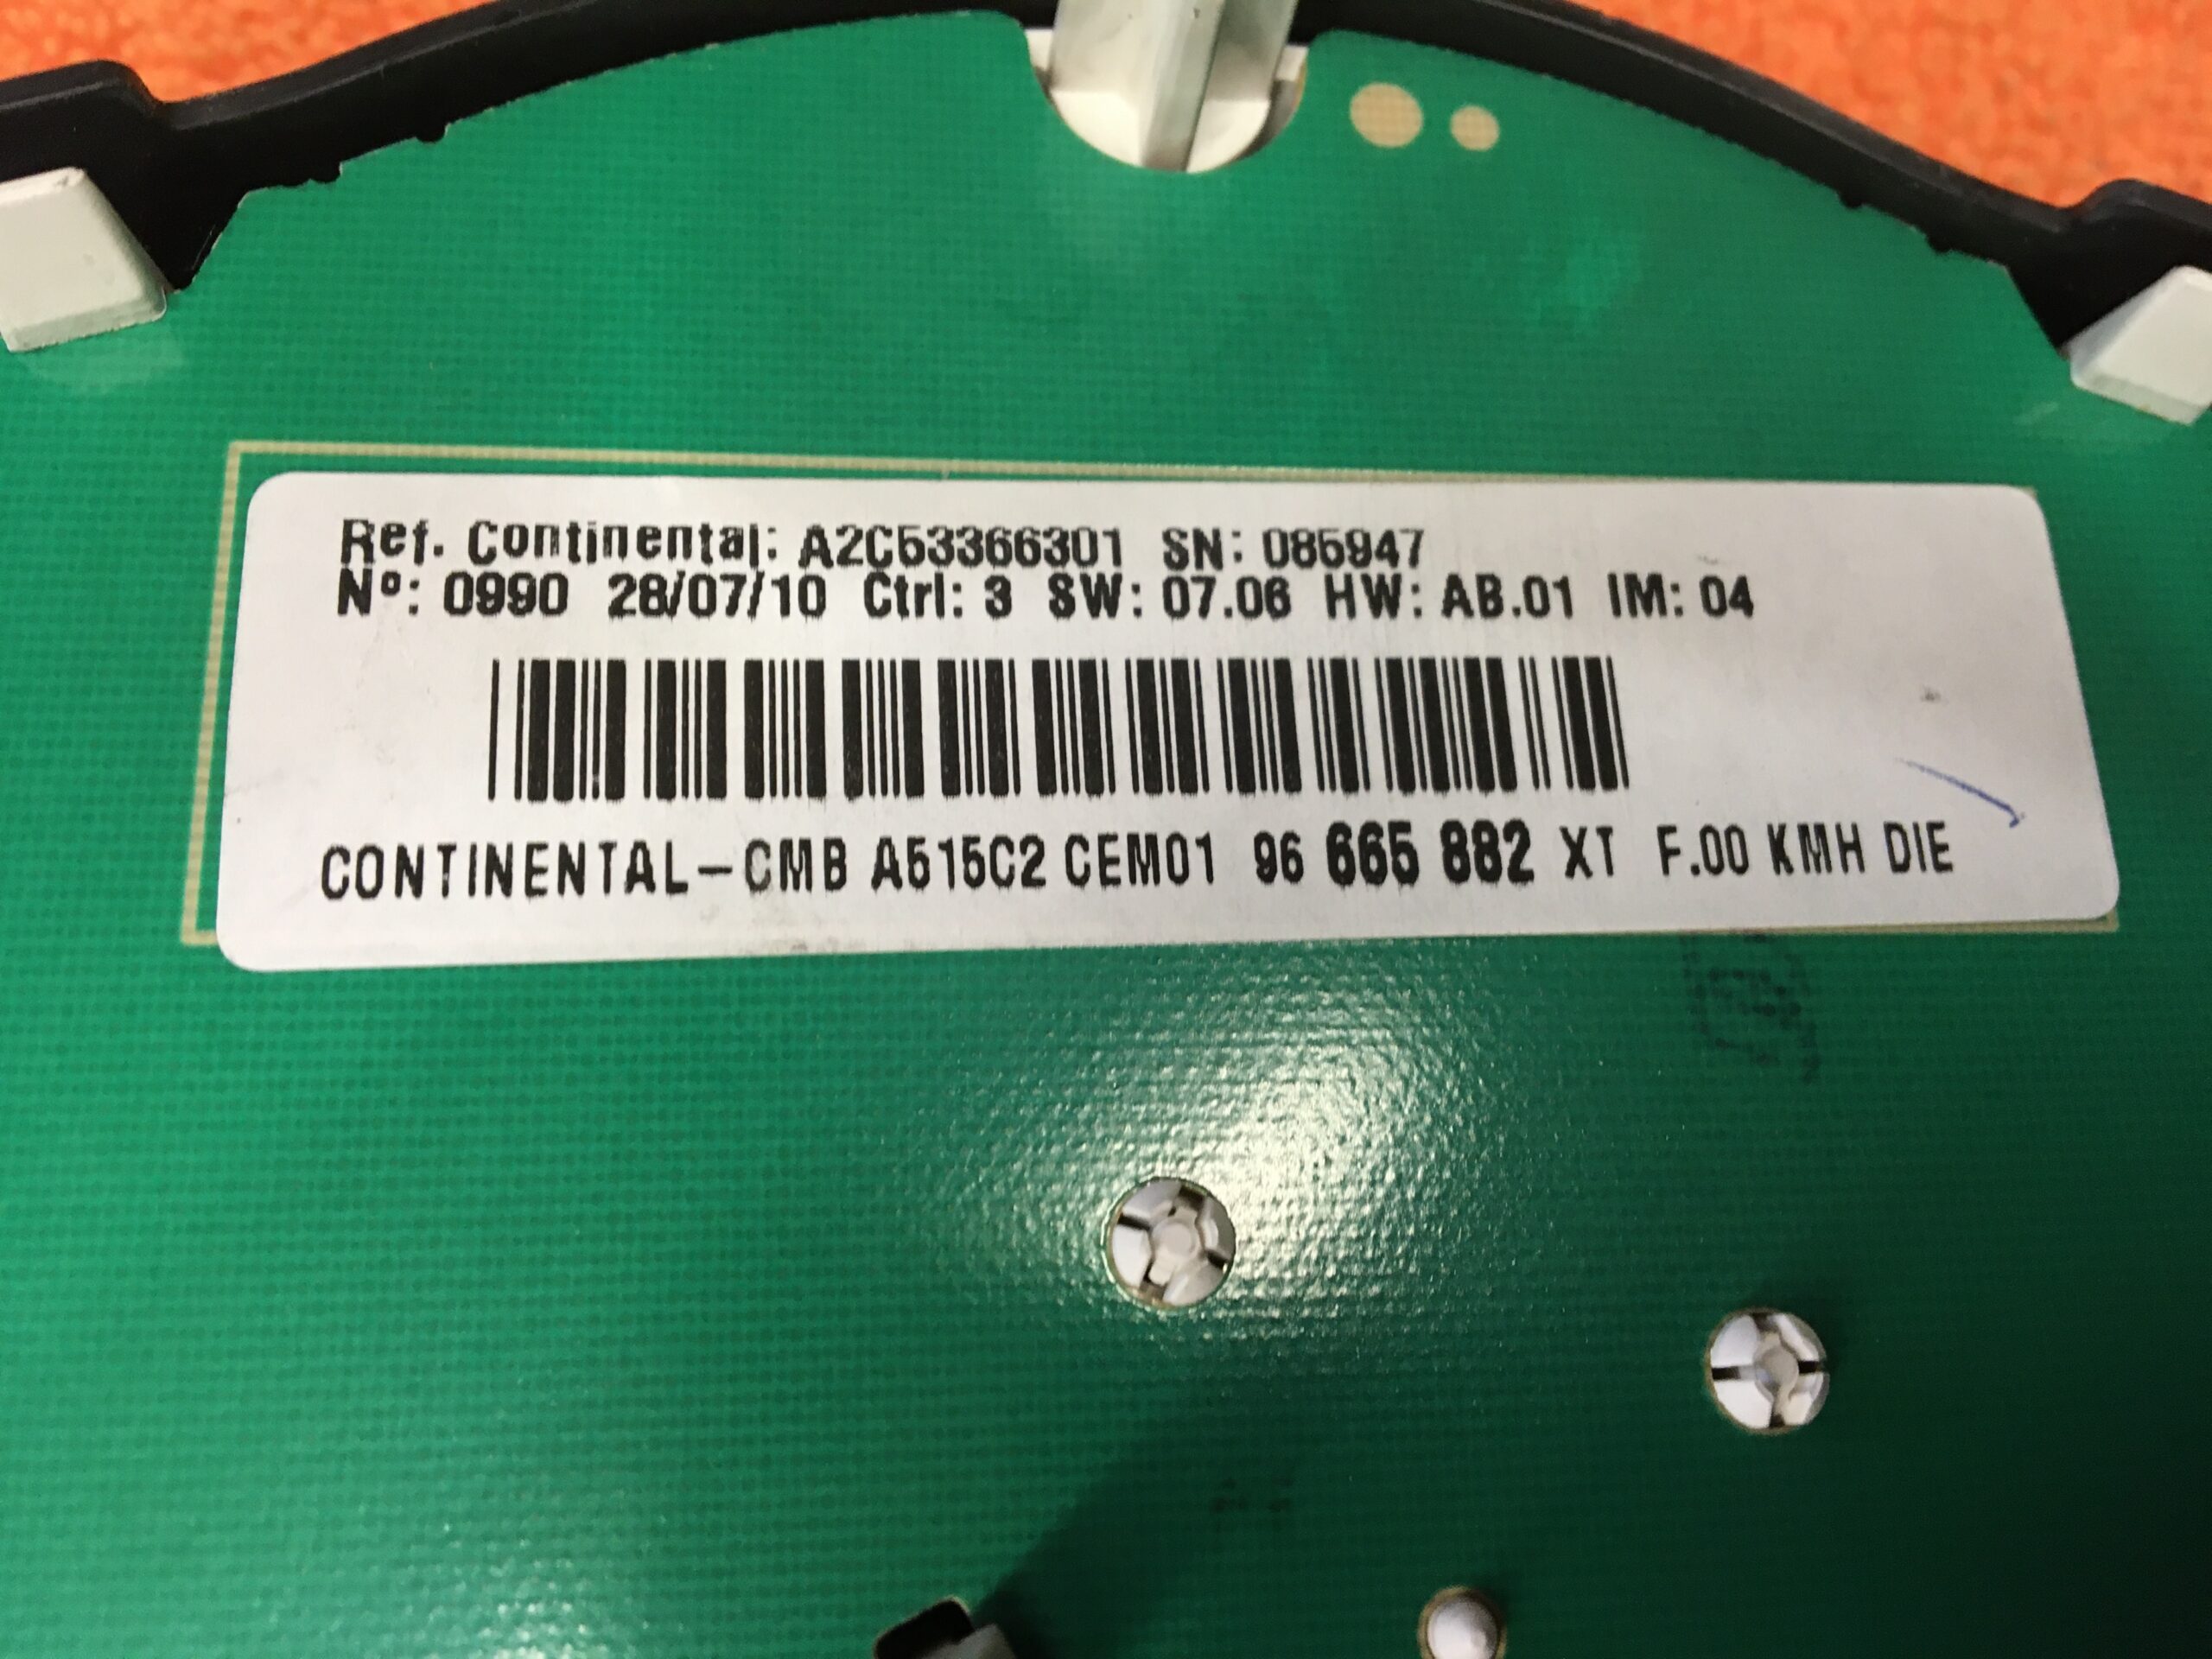 Ref. Continental: A2C53366301 SN: 085947
Nº: 0990 28/07/10 Ctrl: 3 SW: 07.06 HW: AB.01 IM: 04
CONTINENTAL-CMB A515C2 CEM01 96 665 882 XT F.00 KMH DIE